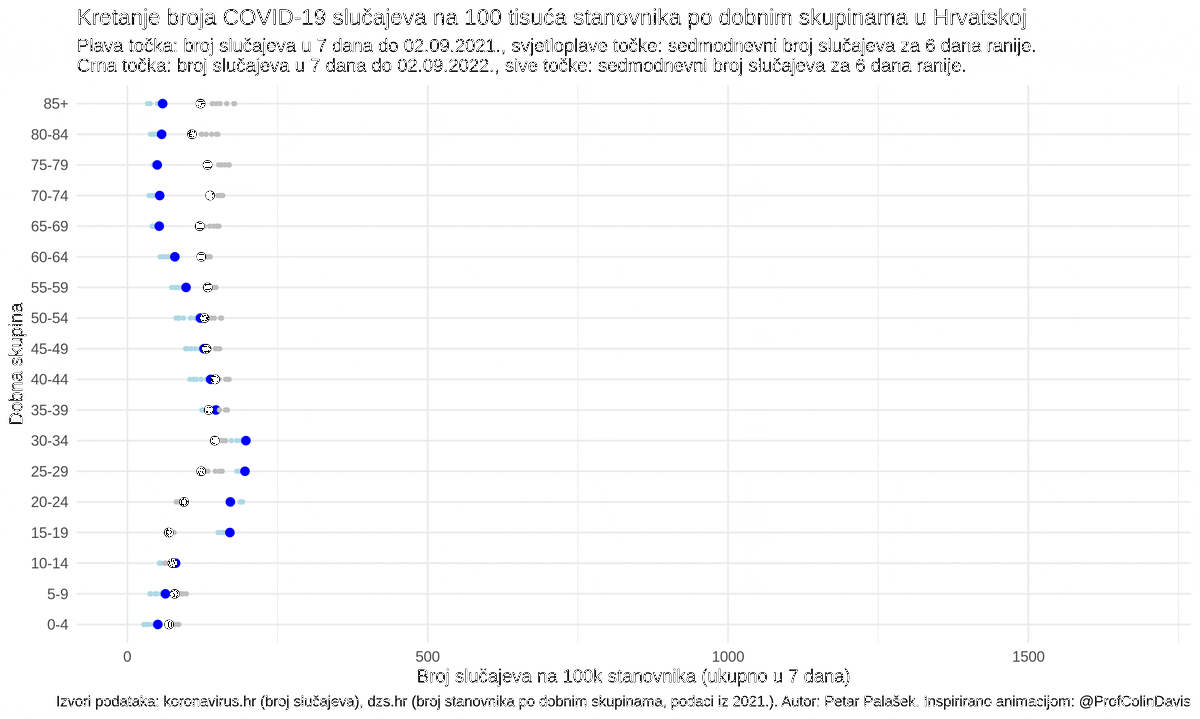 Kretanje broja COVID-19 slučajeva na 100 tisuća stanovnika po dobnim skupinama u Hrvatskoj
Plava točka: broj slučajeva u 7 dana do 02.09.2021., svjetloplave točke: sedmodnevni broj slučajeva za 6 dana ranije.
Crna točka: broj slučajeva u 7 dana do 02.09.2022., sive točke: sedmodnevni broj slučajeva za 6 dana ranije.
Dobna skupina
85+
80-84
75-79
70-74
65-69
60-64
55-59
50-54
45-49
40-44
35-39
30-34
25-29
20-24
15-19
10-14
5-9
0-4
0 500 1000 1500
Broj slučajeva na 100k stanovnika (ukupno u 7 dana)
Izvori podataka: koronavirus.hr (broj slučajeva), dzs.hr (broj stanovnika po dobnim skupinama, podaci iz 2021.). Autor: Petar Palašek. Inspirirano animacijom: @ProfColinDavis